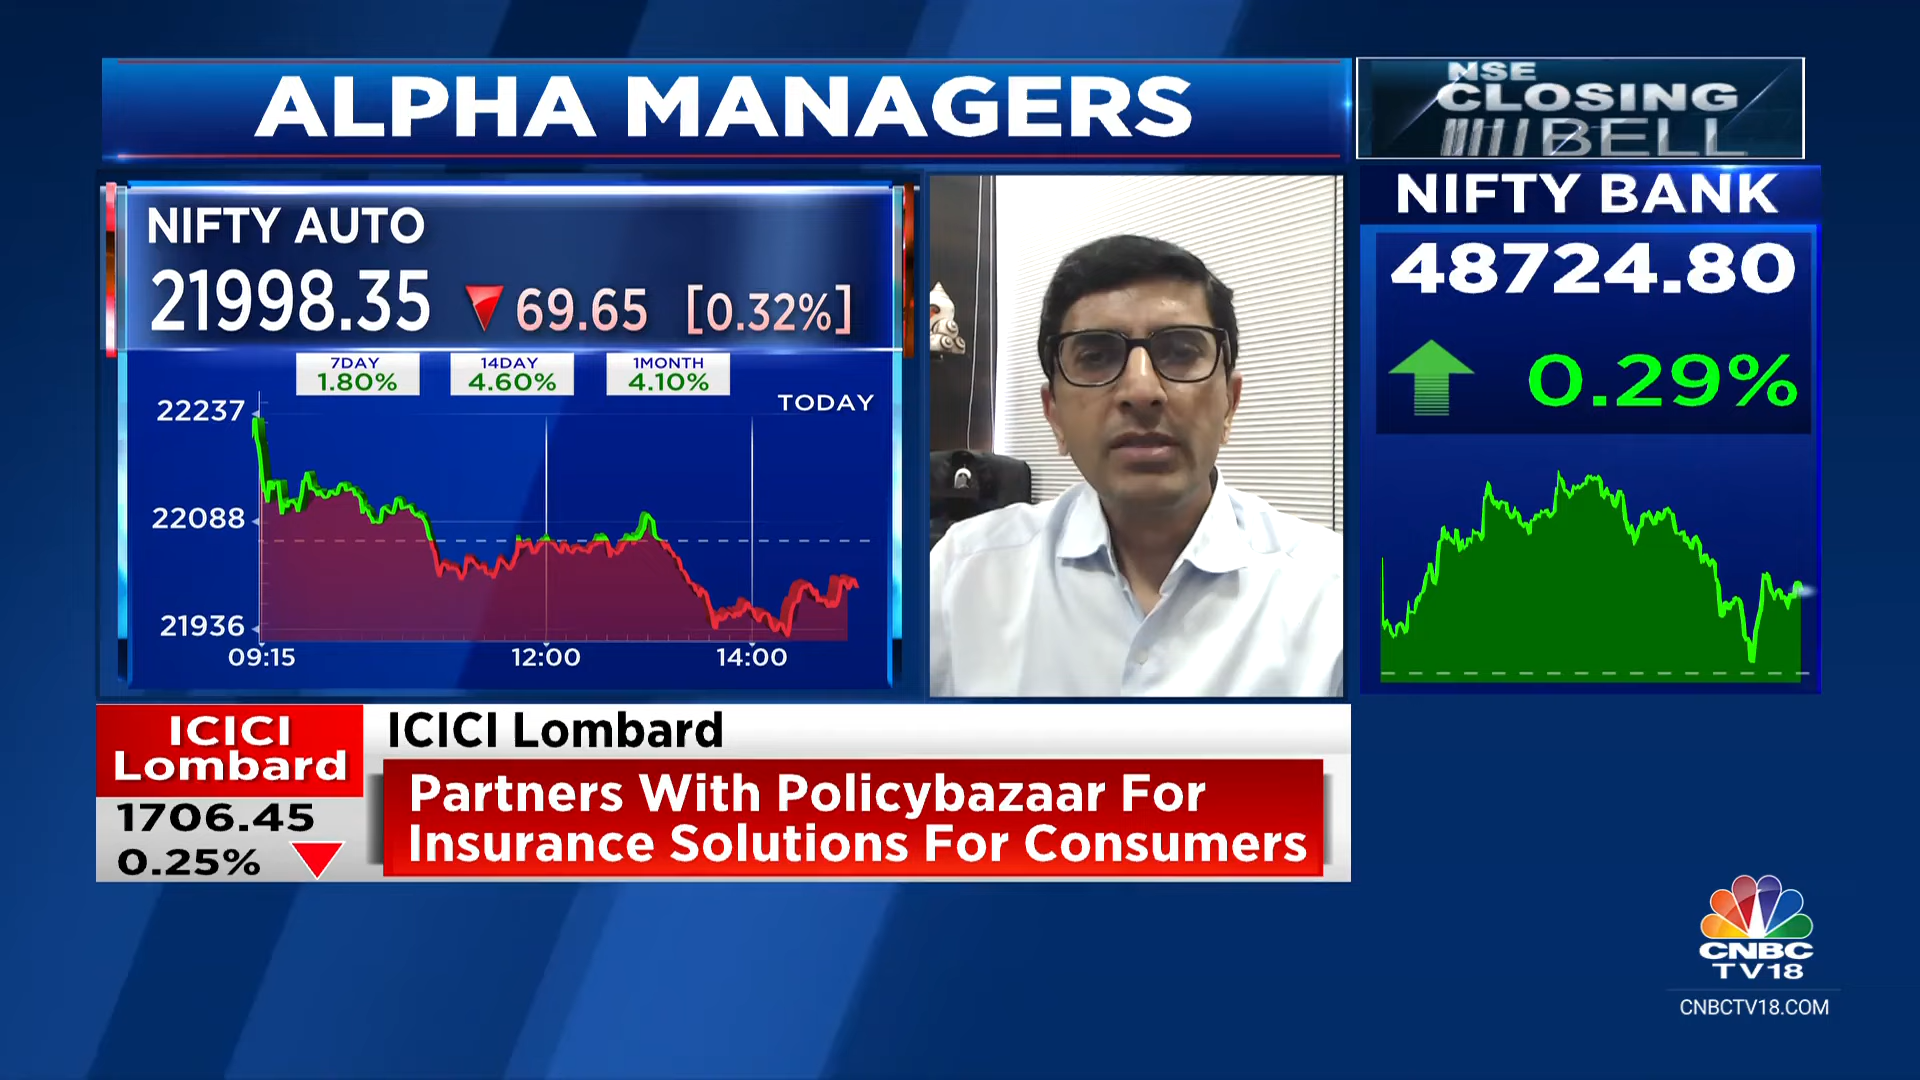 ALPHA MANAGERS
NSE
CLOSING
BELL
NIFTY AUTO
21998.35 69.65 [0.32%]
7DAY
1.80%
14DAY
4.60%
1MONTH
4.10%
TODAY
22237
22088
21936
09:15 12:00 14:00
NIFTY BANK
48724.80
0.29%
ICICI
Lombard
1706.45
0.25%
ICICI Lombard
Partners With Policybazaar For
Insurance Solutions For Consumers
CNBC
TV18
CNBCTV18.COM